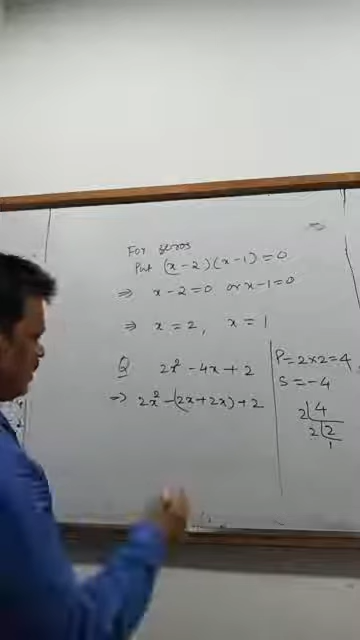 For zeros
Put (x-2)(x-1)=0
⇒ x-2=0 or x-1=0
⇒ x=2, x=1
Q 2x²-4x+2
⇒ 2x²-(2x+2x)+2
P=2×2=4
S=-4
2|4
2|2
1